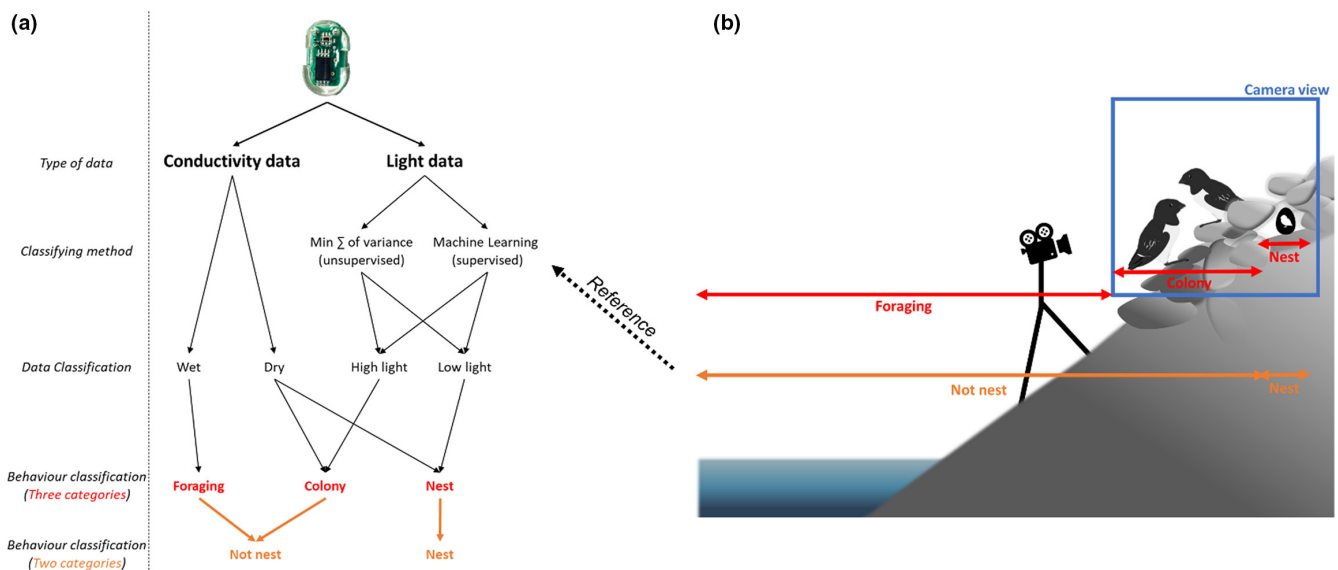 (a)
Type of data
Conductivity data
Light data
Classifying method
Min ∑ of variance
(unsupervised)
Machine Learning
(supervised)
Data Classification
Wet
Dry
High light
Low light
Behaviour classification
(Three categories)
Foraging
Colony
Nest
Behaviour classification
(Two categories)
Not nest
Nest
Reference
(b)
Camera view
Nest
Colony
Foraging
Not nest
Nest